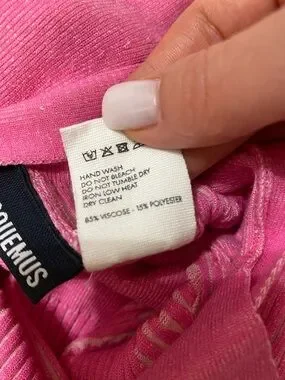 HAND WASH
DO NOT BLEACH
DO NOT TUMBLE DRY
IRON LOW HEAT
DRY CLEAN
85% VISCOSE - 15% POLYESTER
QUEMUS